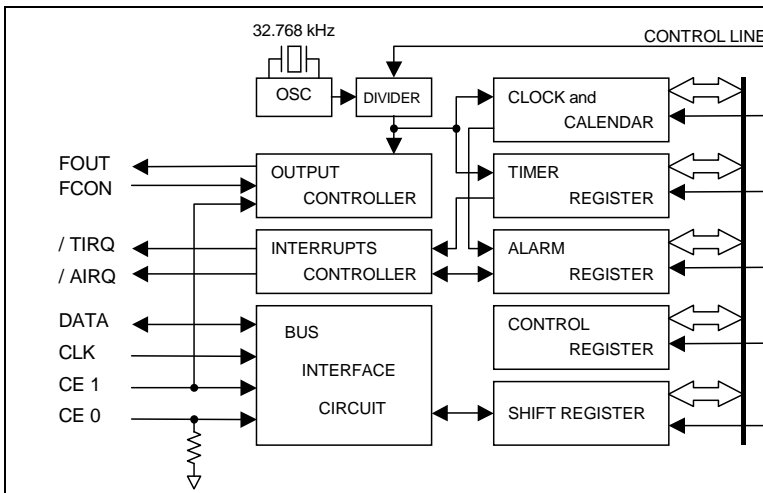 32.768 kHz
CONTROL LINE
OSC
DIVIDER
CLOCK and
CALENDAR
FOUT
FCON
OUTPUT
CONTROLLER
TIMER
REGISTER
/ TIRQ
/ AIRQ
INTERRUPTS
CONTROLLER
ALARM
REGISTER
DATA
CLK
CE 1
CE 0
BUS
INTERFACE
CIRCUIT
CONTROL
REGISTER
SHIFT REGISTER